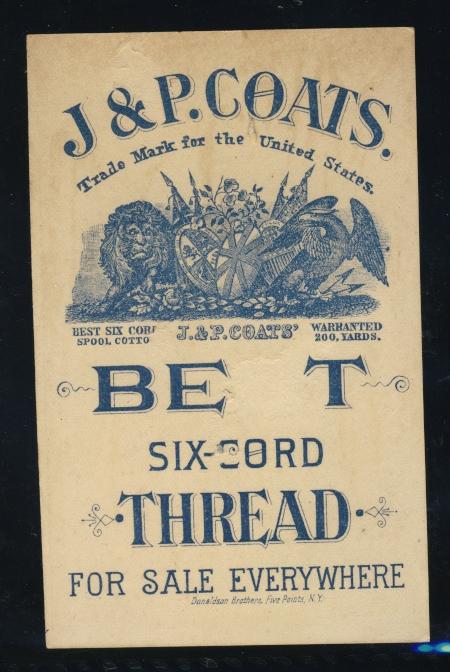 J & P. COATS.
Trade Mark for the United States.
BEST SIX CORD
SPOOL COTTO
J. & P. COATS'
WARRANTED
200, YARDS.
BE T
SIX-CORD
THREAD
FOR SALE EVERYWHERE
Donaldson Brothers, Five Points, N.Y.